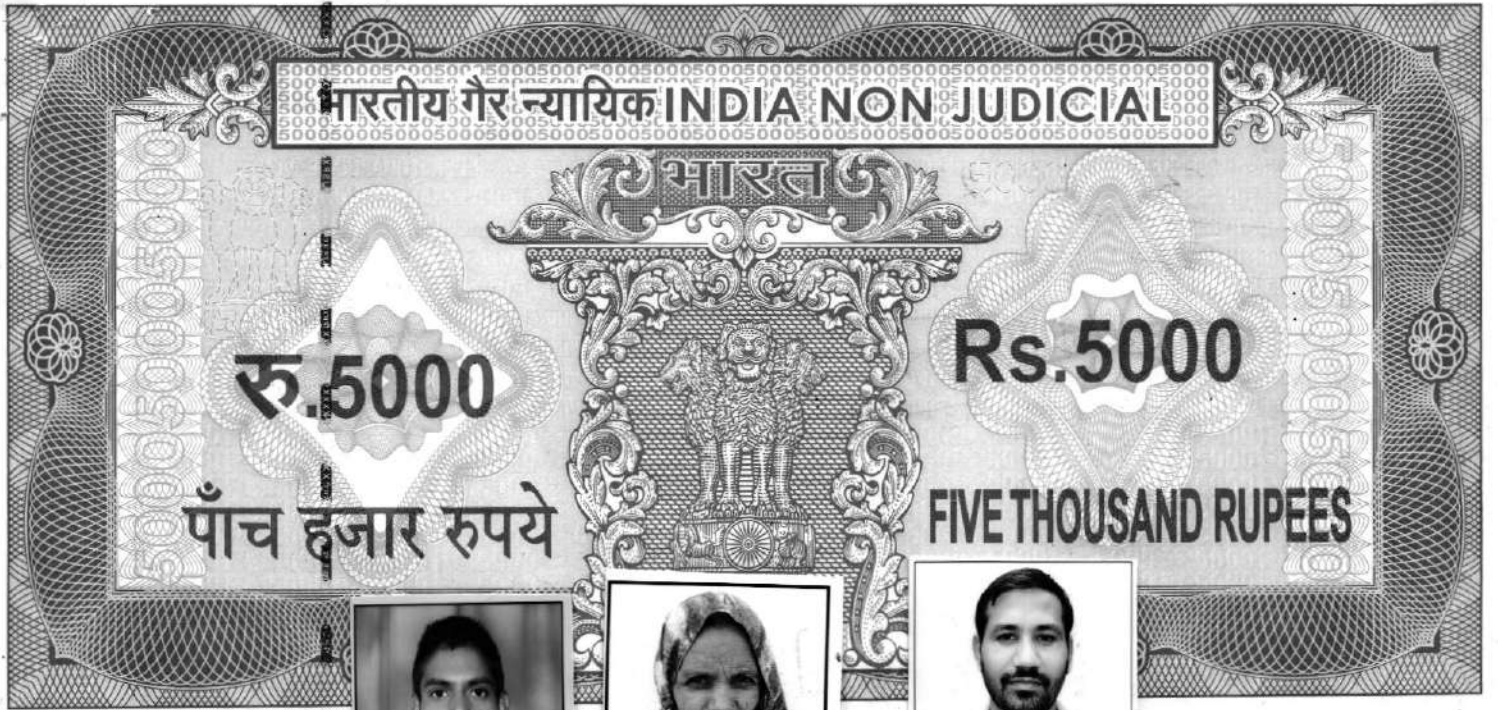 भारतीय गैर न्यायिक INDIA NON JUDICIAL
भारत
रु.5000
Rs.5000
पाँच हजार रुपये
FIVE THOUSAND RUPEES